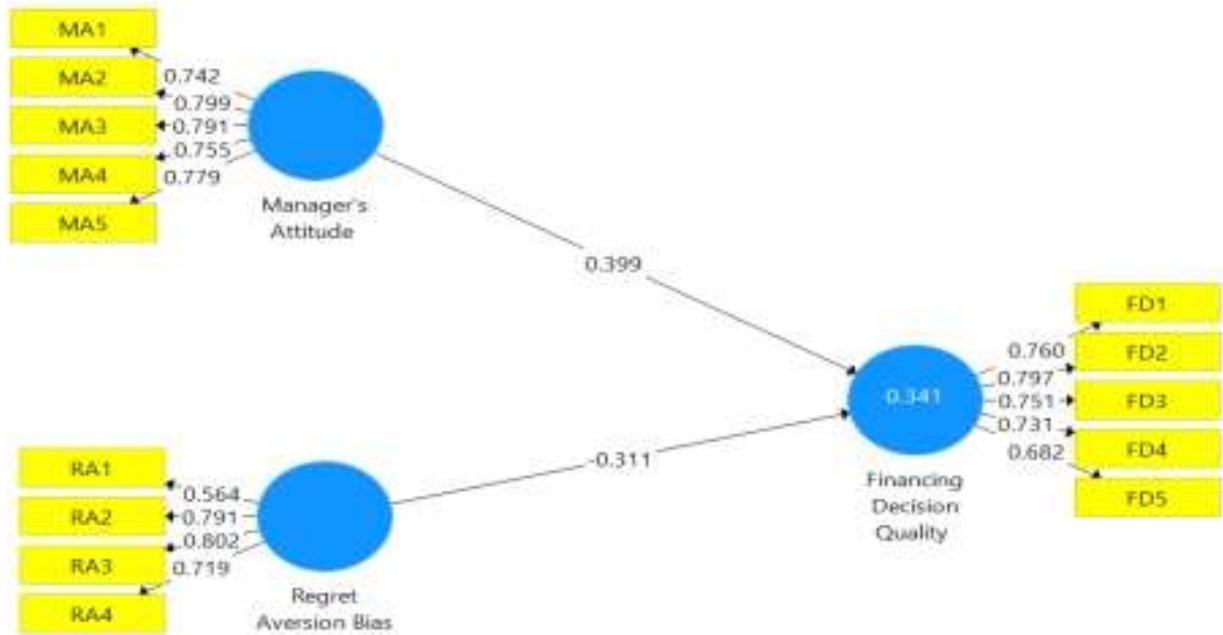 MA1
0.742
MA2
0.799
MA3
0.791
MA4
0.755
MA5
0.779
Manager's
Attitude
0.399
FD1
0.760
FD2
0.797
FD3
0.751
FD4
0.731
FD5
0.682
0.341
Financing
Decision
Quality
-0.311
RA1
0.564
RA2
0.791
RA3
0.802
RA4
0.719
Regret
Aversion Bias